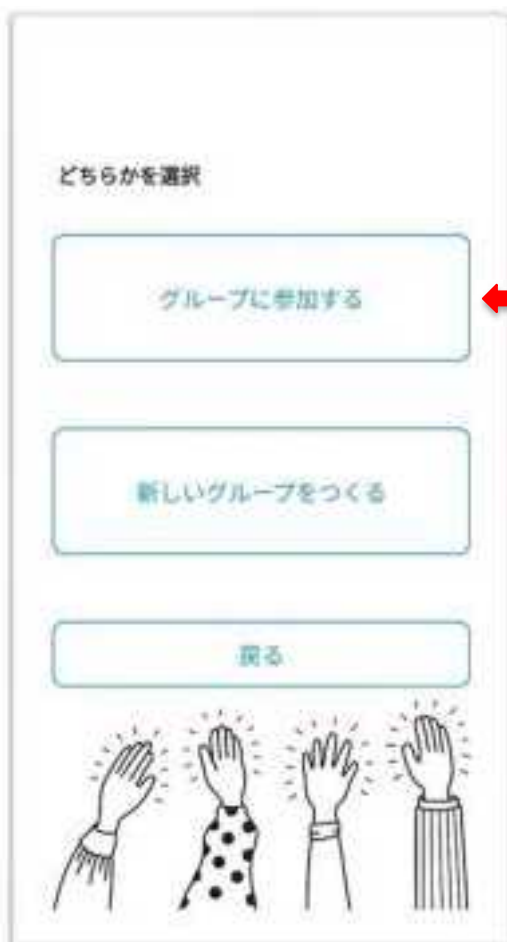 どちらかを選択
グループに参加する
新しいグループをつくる
戻る